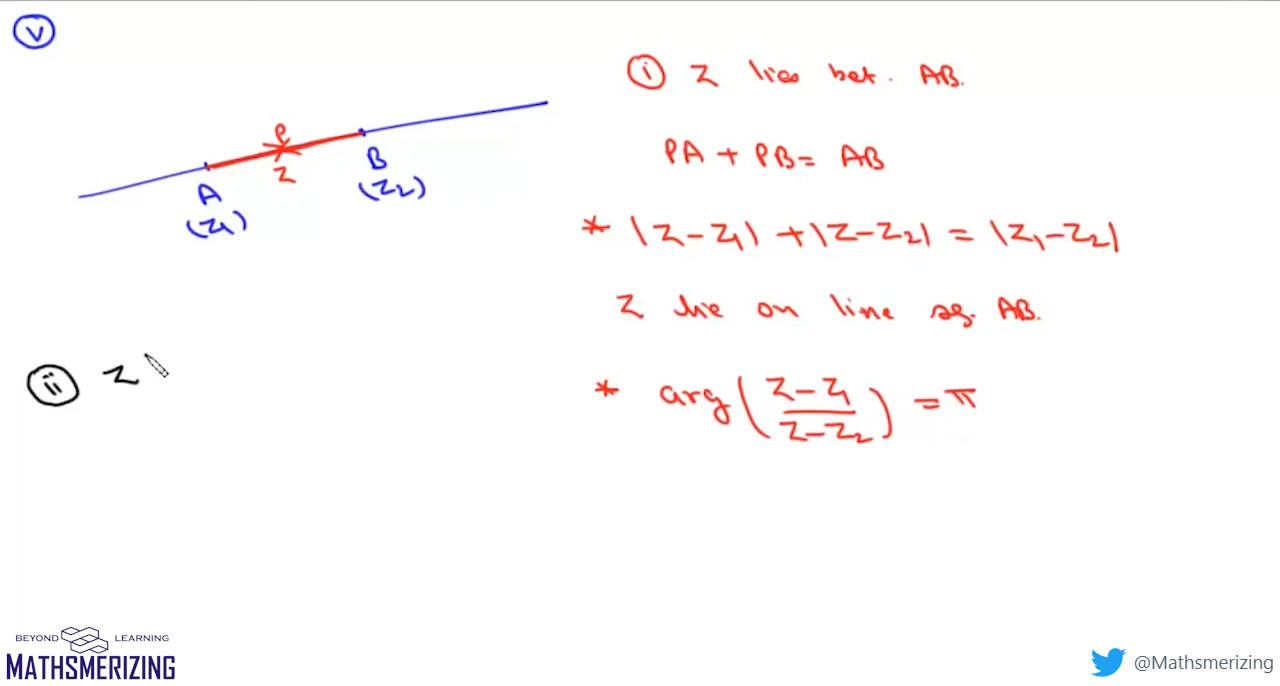 v
P
z
A
(z₁)
B
(z₂)
i z lies bet. AB.
PA + PB = AB
* |z - z₁| + |z - z₂| = |z₁ - z₂|
z lie on line sg. AB.
* arg((z - z₁)/(z - z₂)) = π
ii z
BEYOND LEARNING
MATHSMERIZING
@Mathsmerizing